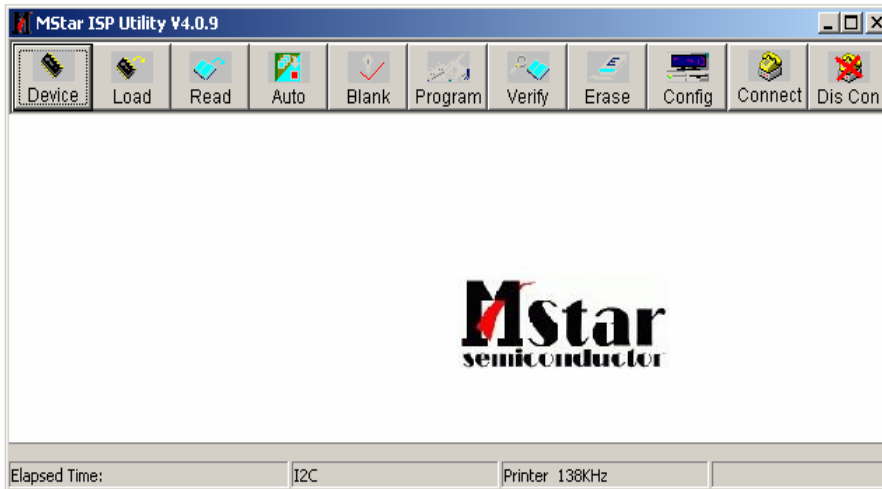 MStar ISP Utility V4.0.9
Device Load Read Auto Blank Program Verify Erase Config Connect Dis Con
MStar
semiconductor
Elapsed Time: I2C Printer 138KHz